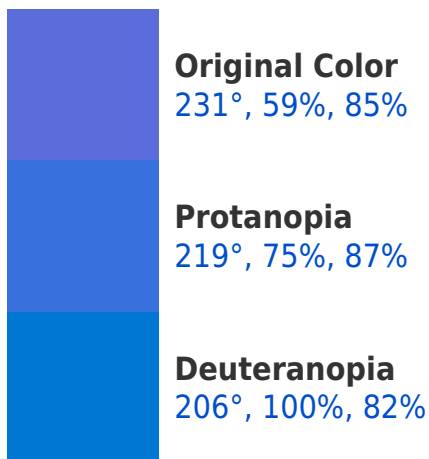 Original Color
231°, 59%, 85%
Protanopia
219°, 75%, 87%
Deuteranopia
206°, 100%, 82%